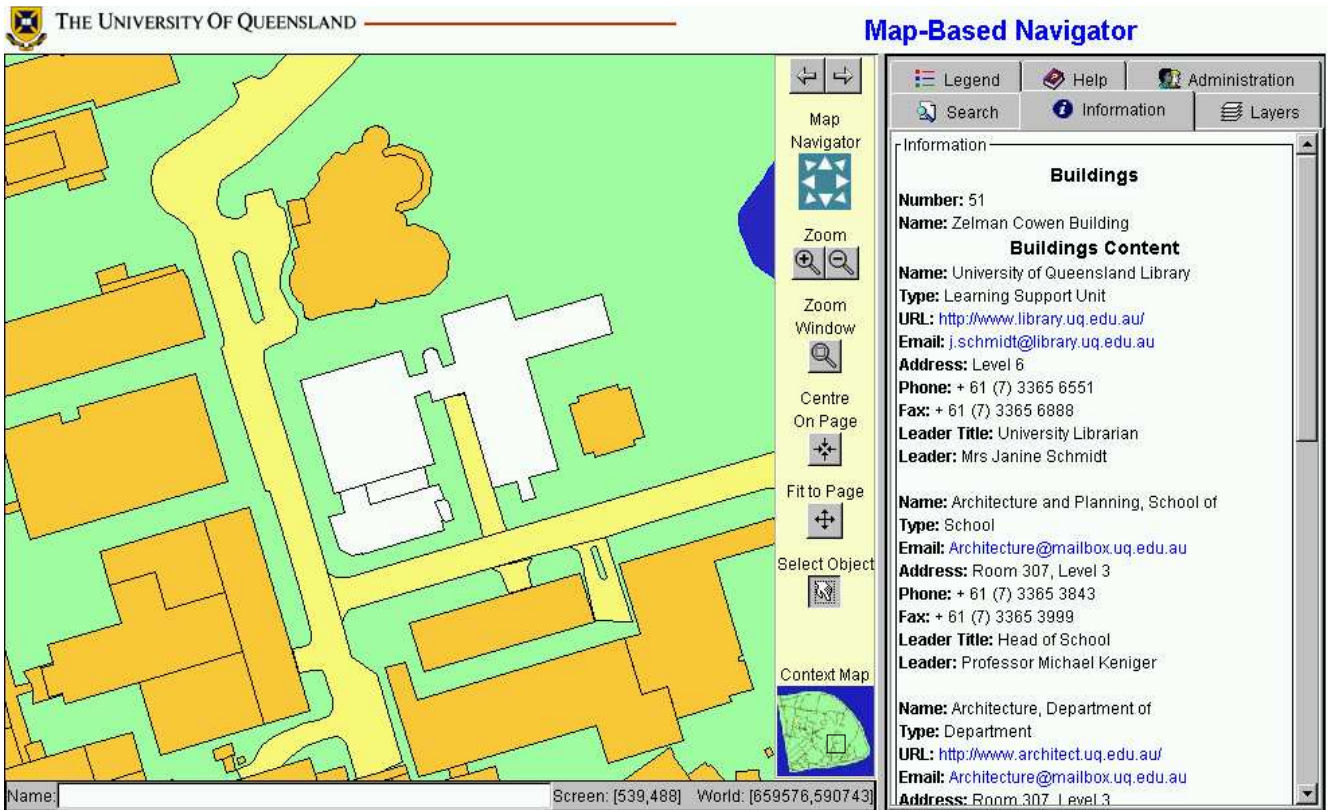 THE UNIVERSITY OF QUEENSLAND
Map-Based Navigator
Map
Navigator
Zoom
Zoom
Window
Centre
On Page
Fit to Page
Select Object
Context Map
Name:
Screen: [539,488] World: [659576,590743]
Legend Help Administration
Search Information Layers
Information
Buildings
Number: 51
Name: Zelman Cowen Building
Buildings Content
Name: University of Queensland Library
Type: Learning Support Unit
URL: http://www.library.uq.edu.au/
Email: j.schmidt@library.uq.edu.au
Address: Level 6
Phone: + 61 (7) 3365 6551
Fax: + 61 (7) 3365 6888
Leader Title: University Librarian
Leader: Mrs Janine Schmidt
Name: Architecture and Planning, School of
Type: School
Email: Architecture@mailbox.uq.edu.au
Address: Room 307, Level 3
Phone: + 61 (7) 3365 3843
Fax: + 61 (7) 3365 3999
Leader Title: Head of School
Leader: Professor Michael Keniger
Name: Architecture, Department of
Type: Department
URL: http://www.architect.uq.edu.au/
Email: Architecture@mailbox.uq.edu.au
Address: Room 307, Level 3